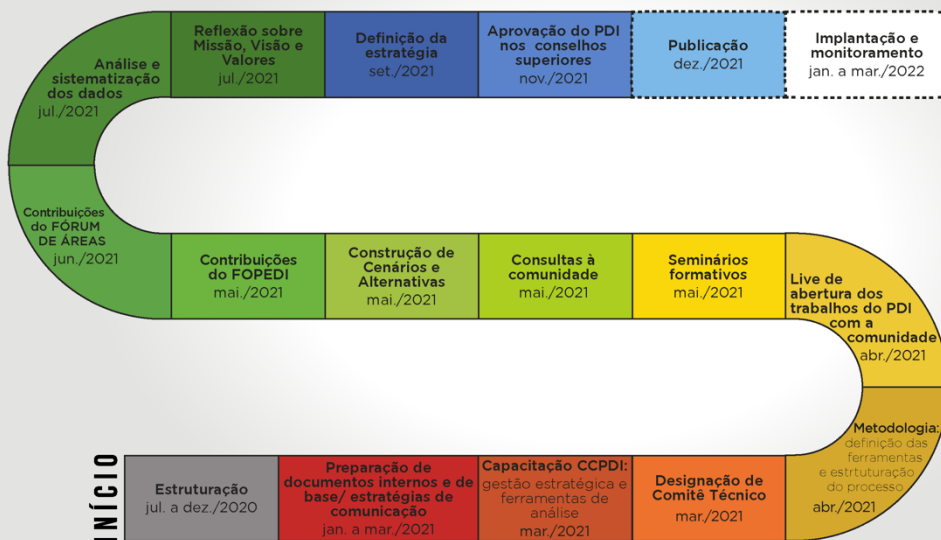 Reflexão sobre
Missão, Visão e
Valores
jul./2021
Definição da
estratégia
set./2021
Aprovação do PDI
nos conselhos
superiores
nov./2021
Publicação
dez./2021
Implantação e
monitoramento
jan. a mar./2022
Análise e
sistematização
dos dados
jul./2021
Contribuições
do FÓRUM
DE ÁREAS
jun./2021
Contribuições
do FOPEDI
mai./2021
Construção de
Cenários e
Alternativas
mai./2021
Consultas à
comunidade
mai./2021
Seminários
formativos
mai./2021
Live de
abertura dos
trabalhos do PDI
com a
comunidade
abr./2021
Metodologia:
definição das
ferramentas
e estrtuturação
do processo
abr./2021
INÍCIO
Estruturação
jul. a dez./2020
Preparação de
documentos internos e de
base/ estratégias de
comunicação
jan. a mar./2021
Capacitação CCPDI:
gestão estratégica e
ferramentas de
análise
mar./2021
Designação de
Comitê Técnico
mar./2021